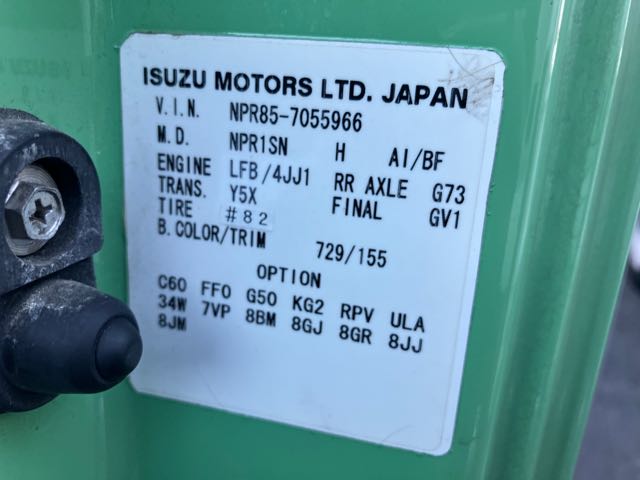 ISUZU MOTORS LTD. JAPAN
V.I.N. NPR85-7055966
M.D. NPR1SN H AI/BF
ENGINE LFB/4JJ1 RR AXLE G73
TRANS. Y5X FINAL GV1
TIRE #82
B.COLOR/TRIM 729/155
OPTION
C60 FF0 G50 KG2 RPV ULA
34W 7VP 8BM 8GJ 8GR 8JJ
8JM